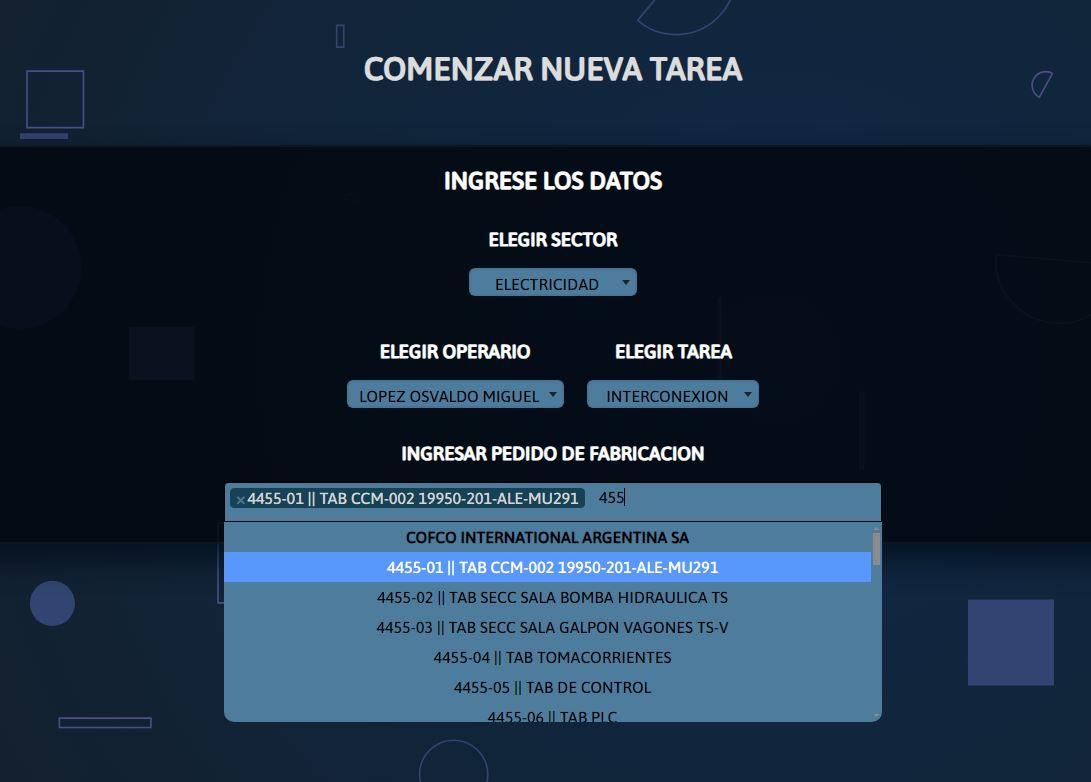 COMENZAR NUEVA TAREA
INGRESE LOS DATOS
ELEGIR SECTOR
ELECTRICIDAD
ELEGIR OPERARIO
ELEGIR TAREA
LOPEZ OSVALDO MIGUEL
INTERCONEXION
INGRESAR PEDIDO DE FABRICACION
×4455-01 || TAB CCM-002 19950-201-ALE-MU291 455
COFCO INTERNATIONAL ARGENTINA SA
4455-01 || TAB CCM-002 19950-201-ALE-MU291
4455-02 || TAB SECC SALA BOMBA HIDRAULICA TS
4455-03 || TAB SECC SALA GALPON VAGONES TS-V
4455-04 || TAB TOMACORRIENTES
4455-05 || TAB DE CONTROL
4455-06 || TAB PLC